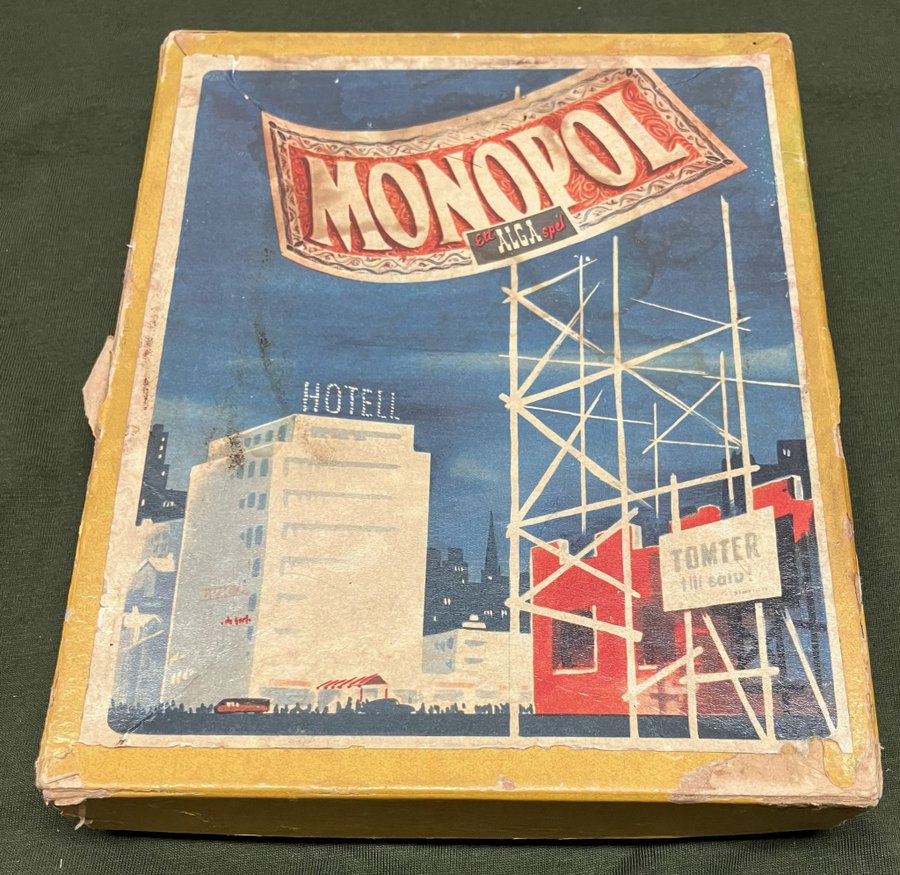 MONOPOL
Ett ALGA spel
HOTELL
TOMTER
till salu!